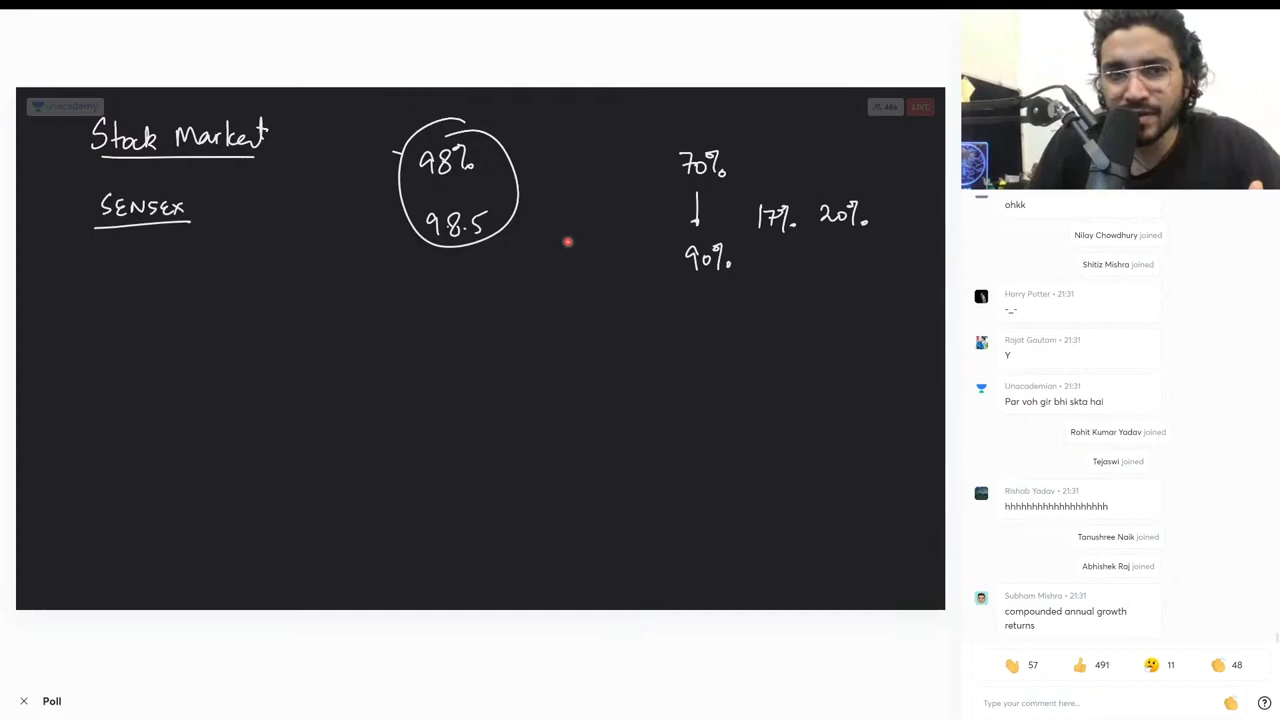 unacademy
46k
LIVE
Stock Market
SENSEX
98%
98.5
70%
17% 20%
90%
ohkk
Nilay Chowdhury joined
Shitiz Mishra joined
Harry Potter • 21:31
-_-
Rajat Gautam • 21:31
Y
Unacademian • 21:31
Par voh gir bhi skta hai
Rohit Kumar Yadav joined
Tejaswi joined
Rishab Yadav • 21:31
hhhhhhhhhhhhhhhhhhh
Tanushree Naik joined
Abhishek Raj joined
Subham Mishra • 21:31
compounded annual growth
returns
57
491
11
48
Type your comment here...
?
× Poll